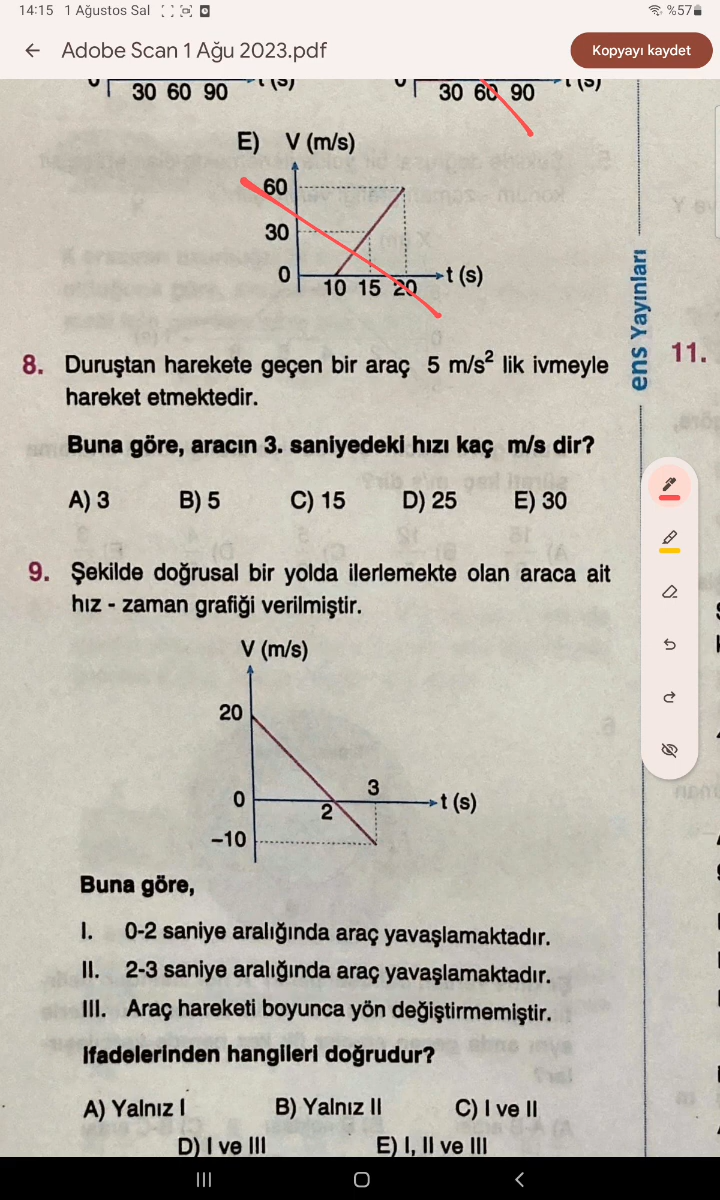 14:15 1 Ağustos Sal
%57
Adobe Scan 1 Ağu 2023.pdf
Kopyayı kaydet
0 30 60 90 t (s)
0 30 60 90 t (s)
E) V (m/s)
60
30
0
10 15 20 t (s)
8. Duruştan harekete geçen bir araç 5 m/s² lik ivmeyle
hareket etmektedir.
Buna göre, aracın 3. saniyedeki hızı kaç m/s dir?
A) 3 B) 5 C) 15 D) 25 E) 30
9. Şekilde doğrusal bir yolda ilerlemekte olan araca ait
hız - zaman grafiği verilmiştir.
V (m/s)
20
0
2
3
t (s)
–10
Buna göre,
I. 0-2 saniye aralığında araç yavaşlamaktadır.
II. 2-3 saniye aralığında araç yavaşlamaktadır.
III. Araç hareketi boyunca yön değiştirmemiştir.
Ifadelerinden hangileri doğrudur?
A) Yalnız I B) Yalnız II C) I ve II
D) I ve III E) I, II ve III
ens Yayınları
11.